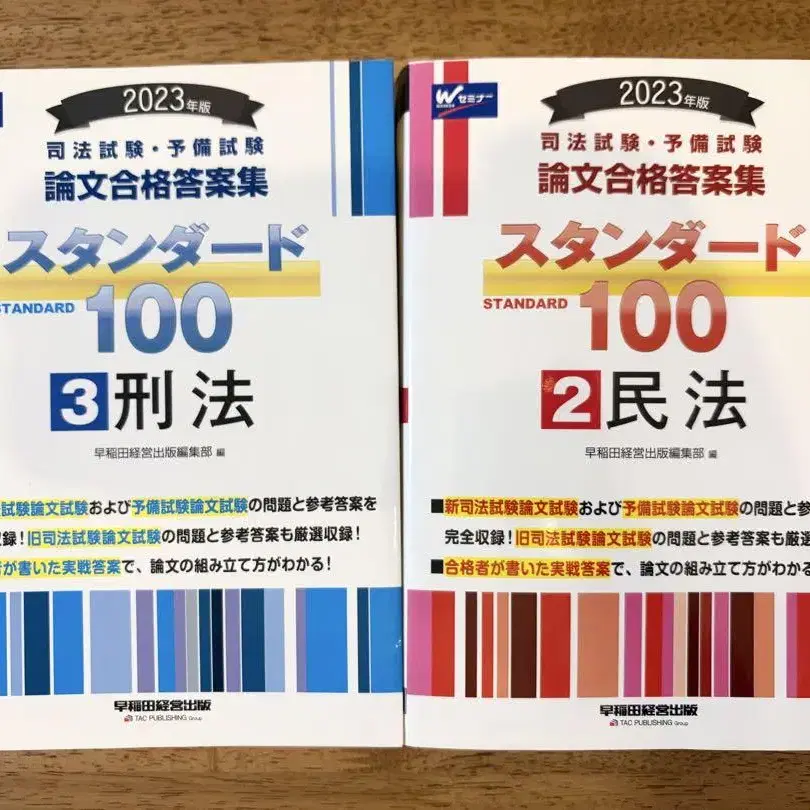 2023年版
司法試験・予備試験
論文合格答案集
スタンダード
STANDARD 100
3 刑法
早稲田経営出版編集部 編
試験論文試験および予備試験論文試験の問題と参考答案を
録！旧司法試験論文試験の問題と参考答案も厳選収録！
者が書いた実戦答案で、論文の組み立て方がわかる！
早稲田経営出版
TAC PUBLISHING Group
Wセミナー
2023年版
司法試験・予備試験
論文合格答案集
スタンダード
STANDARD 100
2 民法
早稲田経営出版編集部 編
■新司法試験論文試験および予備試験論文試験の問題と参
完全収録！旧司法試験論文試験の問題と参考答案も厳選
■合格者が書いた実戦答案で、論文の組み立て方がわかる
早稲田経営出版
TAC PUBLISHING Group